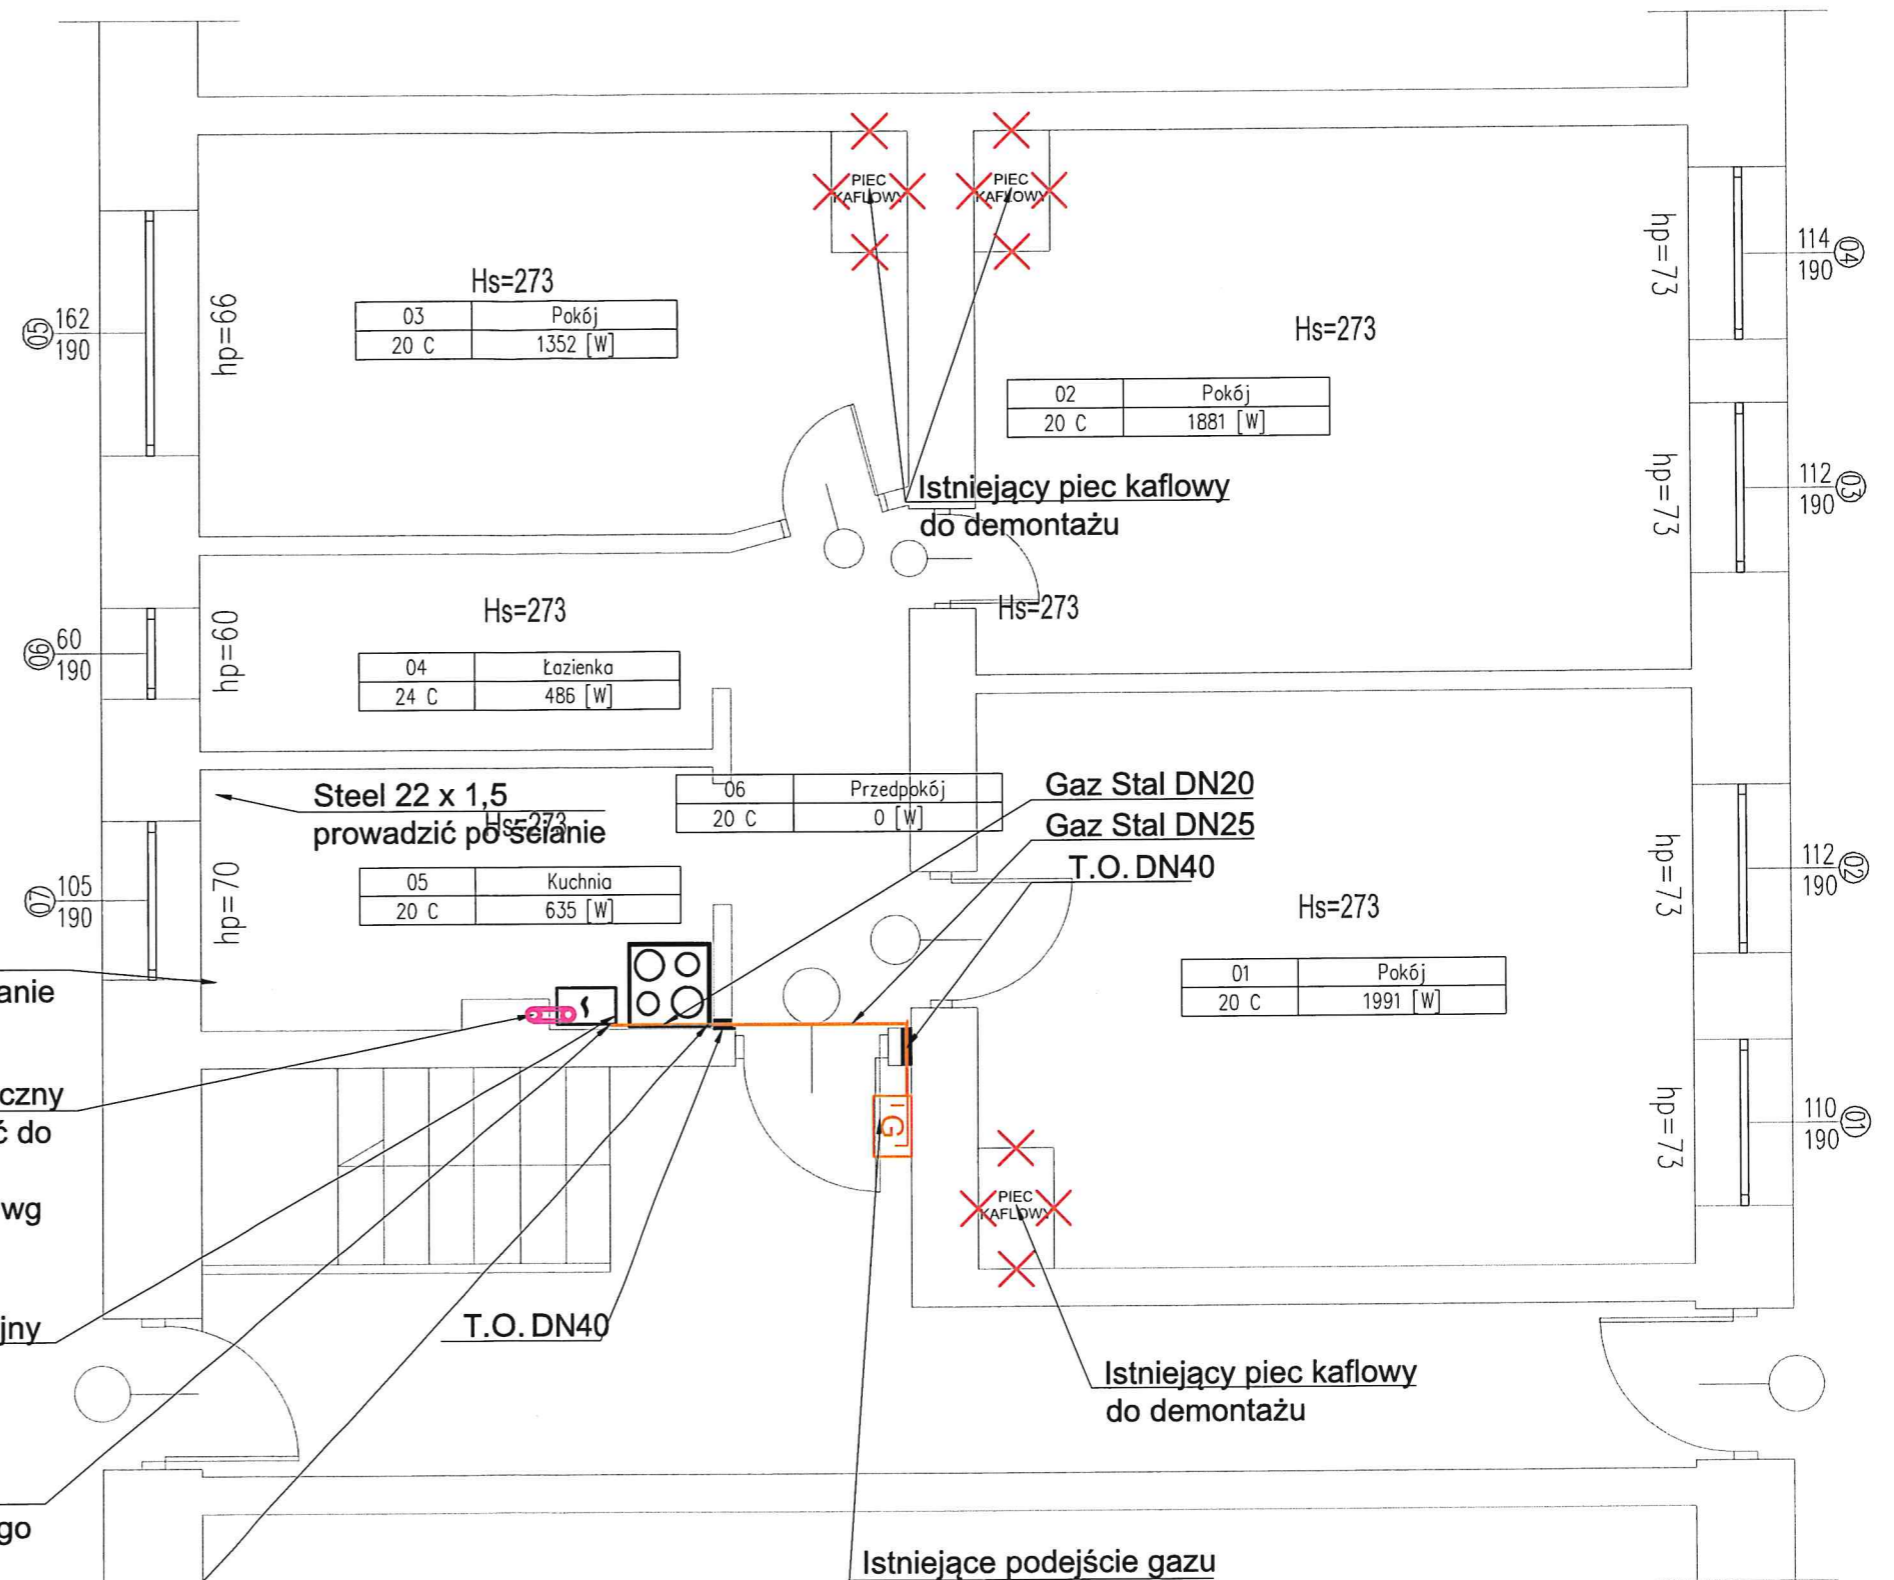 PIEC
KAFLOWY
PIEC
KAFLOWY
Hs=273
03 Pokój
20 C 1352 [W]
hp=66
162
190
05
hp=73
114
190
04
Hs=273
02 Pokój
20 C 1881 [W]
hp=73
112
190
03
Istniejący piec kaflowy
do demontażu
Hs=273
Hs=273
hp=60
60
190
06
04 Łazienka
24 C 486 [W]
Steel 22 x 1,5
prowadzić po ścianie
Hs=273
06 Przedpokój
20 C 0 [W]
Gaz Stal DN20
Gaz Stal DN25
T.O. DN40
hp=70
105
190
07
05 Kuchnia
20 C 635 [W]
hp=73
112
190
02
Hs=273
01 Pokój
20 C 1991 [W]
anie
czny
ć do
wg
G
hp=73
110
190
01
PIEC
KAFLOWY
jny
T.O. DN40
Istniejący piec kaflowy
do demontażu
go
Istniejące podejście gazu